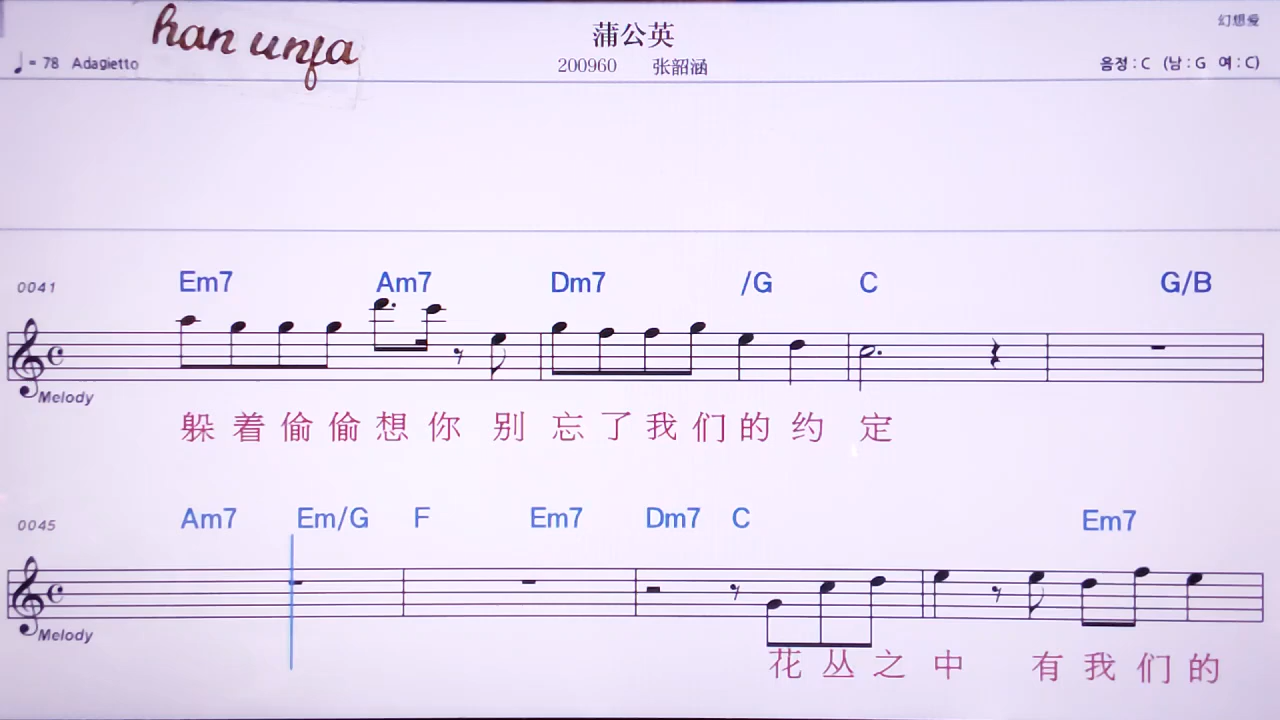 han unfa
蒲公英
幻想爱
♩= 78 Adagietto
200960 张韶涵
음정 : C (남 : G 여 : C)
0041 Em7 Am7 Dm7 /G C G/B
Melody
躲着偷偷想你 别忘了我们的约定
0045 Am7 Em/G F Em7 Dm7 C Em7
Melody
花丛之中 有我们的